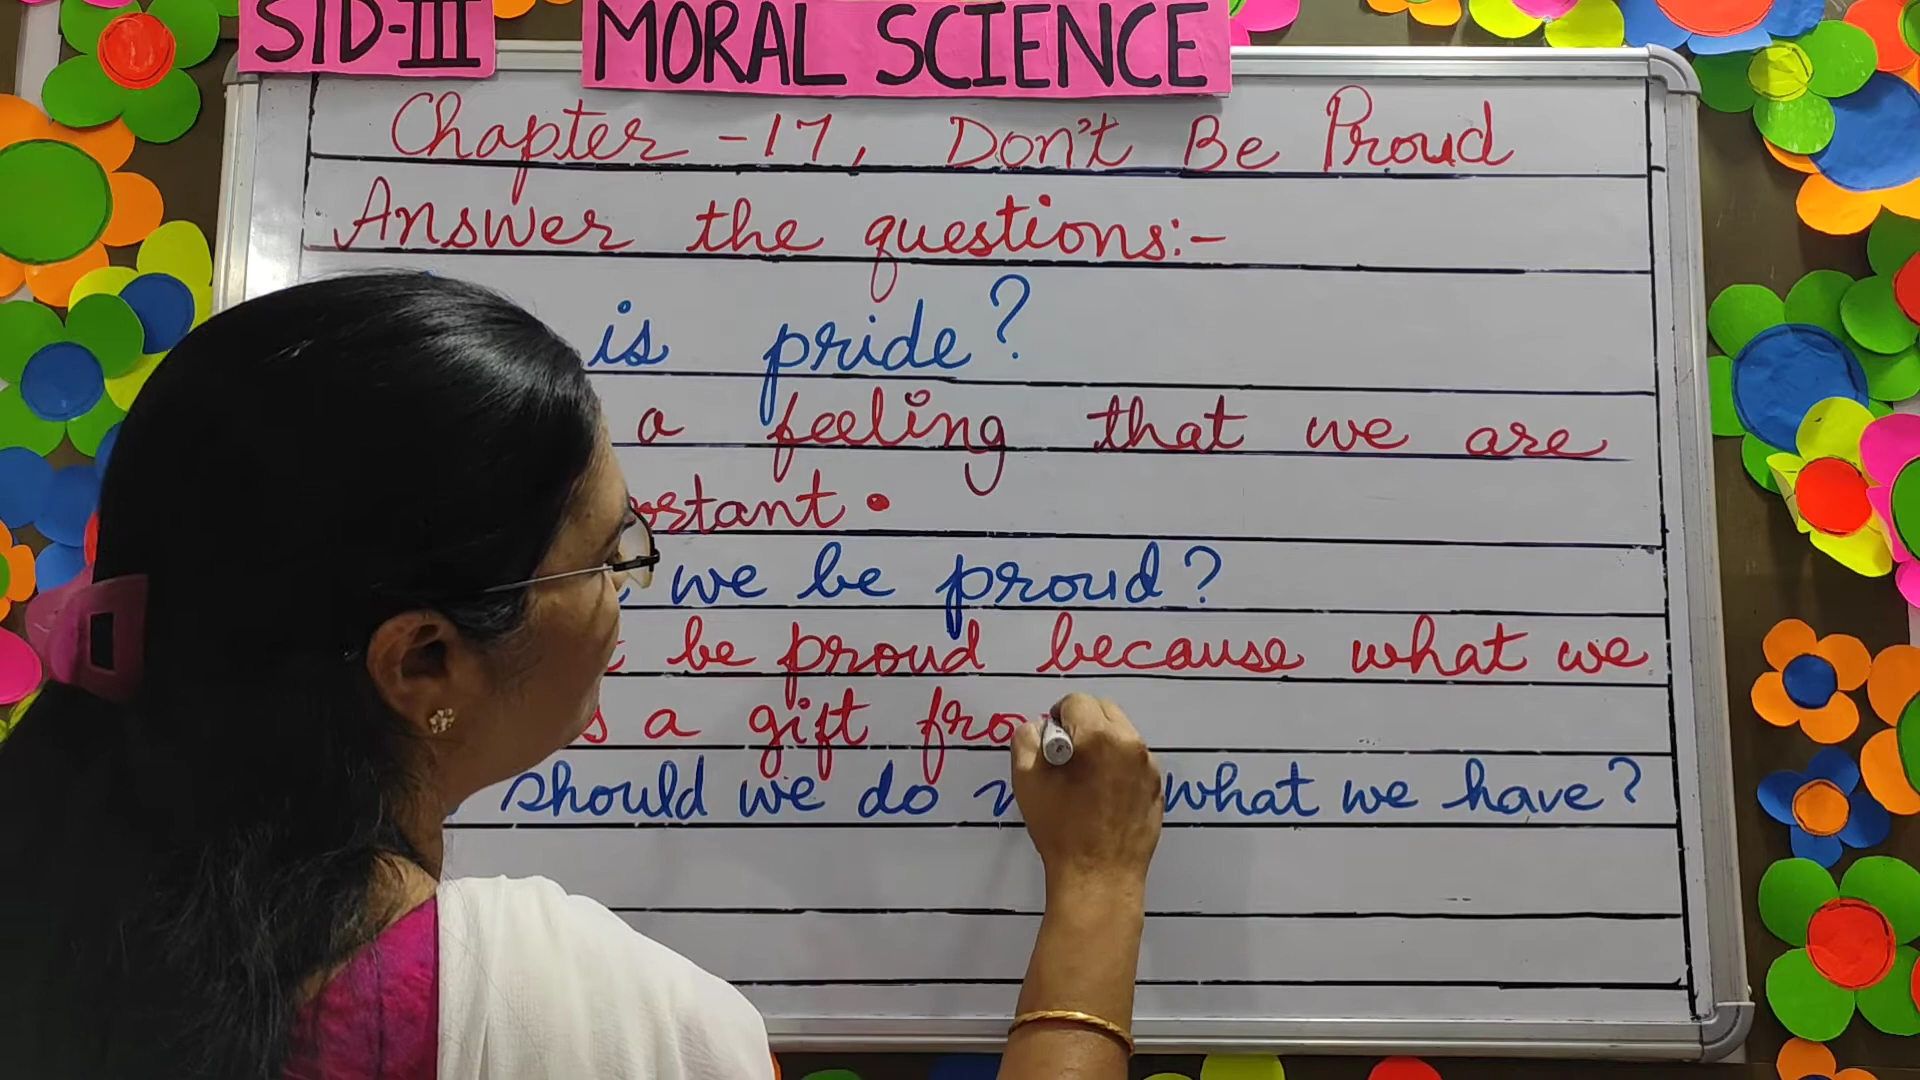 STD-III MORAL SCIENCE
Chapter - 17, Don't Be Proud
Answer the questions:-
is pride?
a feeling that we are
rtant.
we be proud?
be proud because what we
a gift fro
should we do what we have?